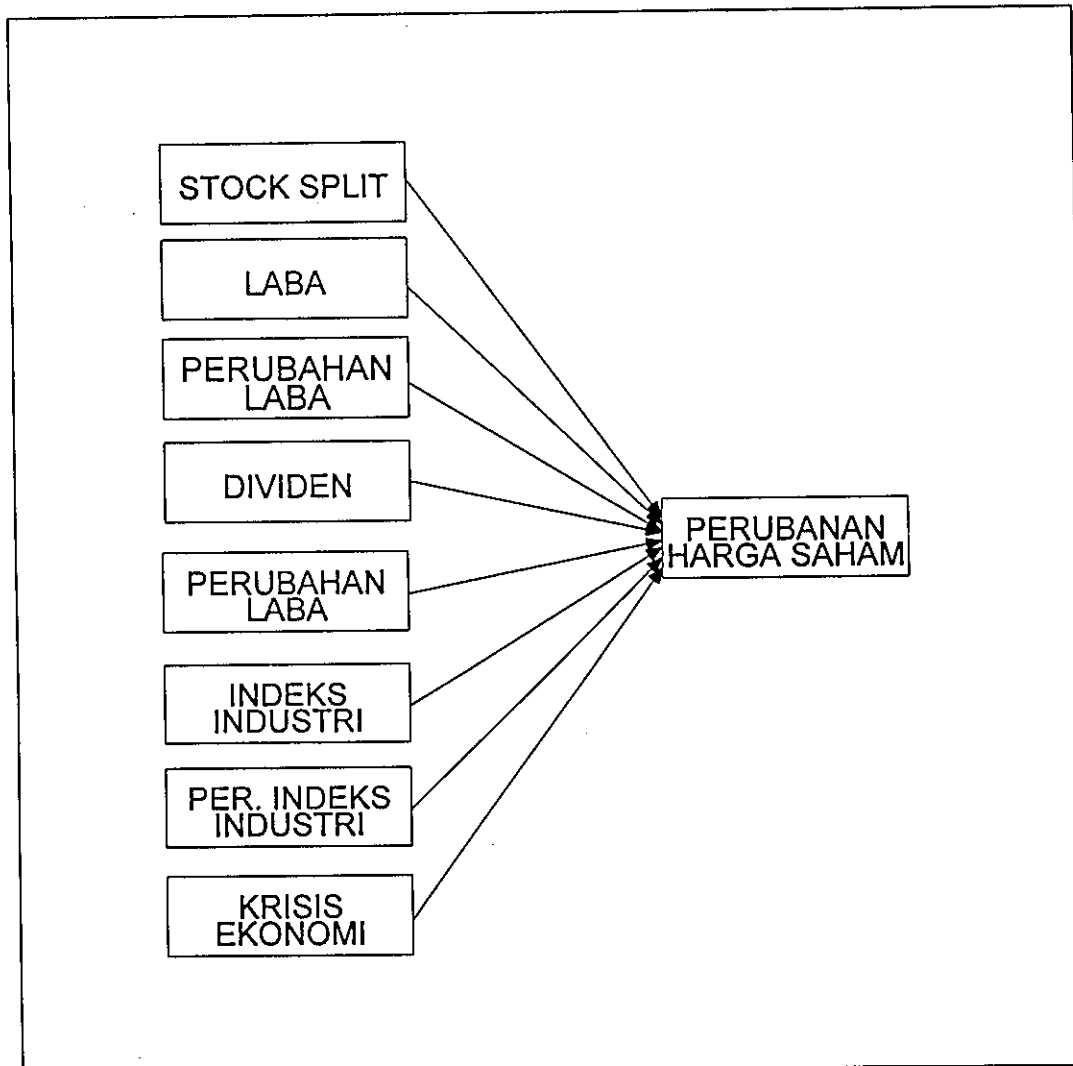 STOCK SPLIT
LABA
PERUBAHAN
LABA
DIVIDEN
PERUBAHAN
LABA
INDEKS
INDUSTRI
PER. INDEKS
INDUSTRI
KRISIS
EKONOMI
PERUBANAN
HARGA SAHAM